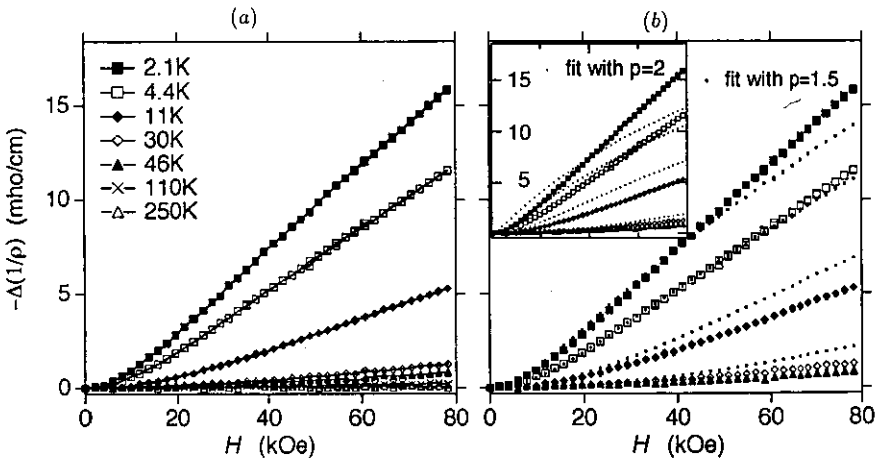 (a)
−Δ(1/ρ) (mho/cm)
15
10
5
0
2.1K
4.4K
11K
30K
46K
110K
250K
0 20 40 60 80
H (kOe)
(b)
15
10
5
fit with p=2
fit with p=1.5
0 20 40 60 80
H (kOe)